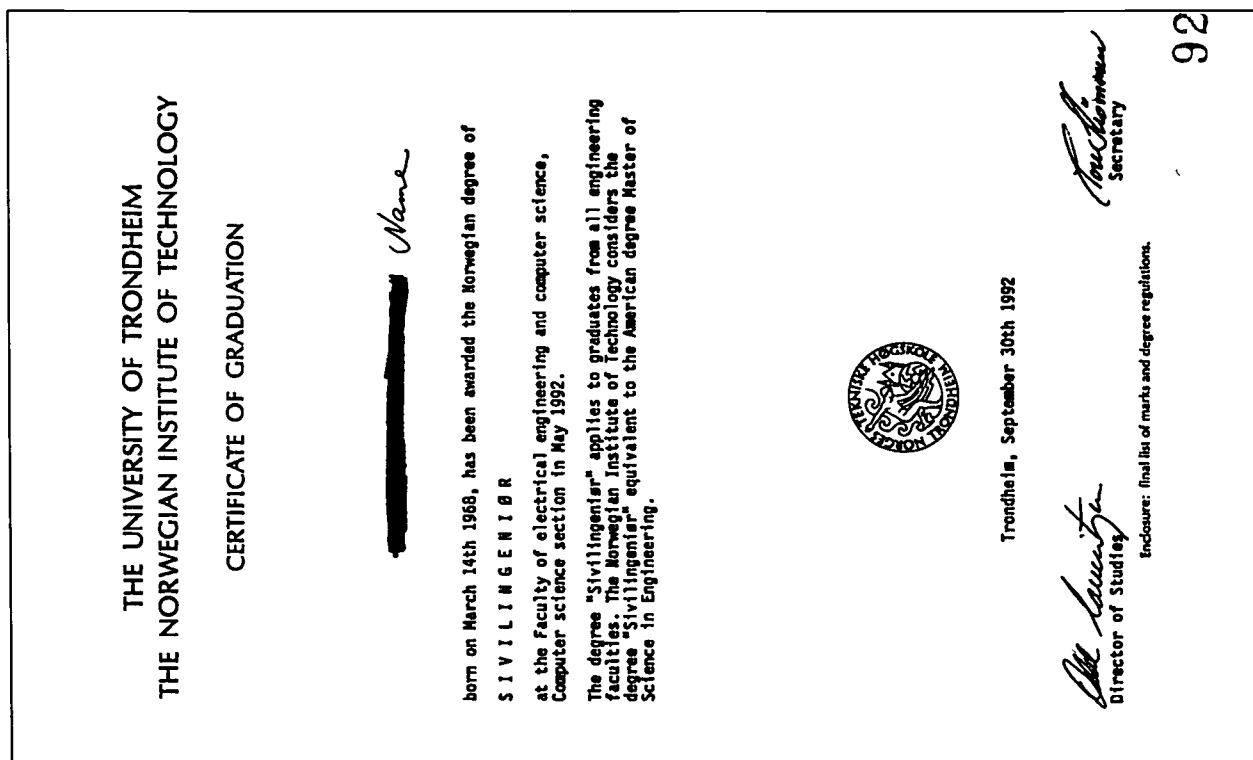 THE UNIVERSITY OF TRONDHEIM
THE NORWEGIAN INSTITUTE OF TECHNOLOGY
CERTIFICATE OF GRADUATION
Name
born on March 14th 1968, has been awarded the Norwegian degree of
S I V I L I N G E N I Ø R
at the Faculty of electrical engineering and computer science,
Computer science section in May 1992.
The degree "Sivilingeniør" applies to graduates from all engineering
faculties. The Norwegian Institute of Technology considers the
degree "Sivilingeniør" equivalent to the American degree Master of
Science in Engineering.
NORGES TEKNISKE HØGSKOLE TRONDHEIM
Trondheim, September 30th 1992
Director of Studies
Secretary
Enclosure: final list of marks and degree regulations.
92